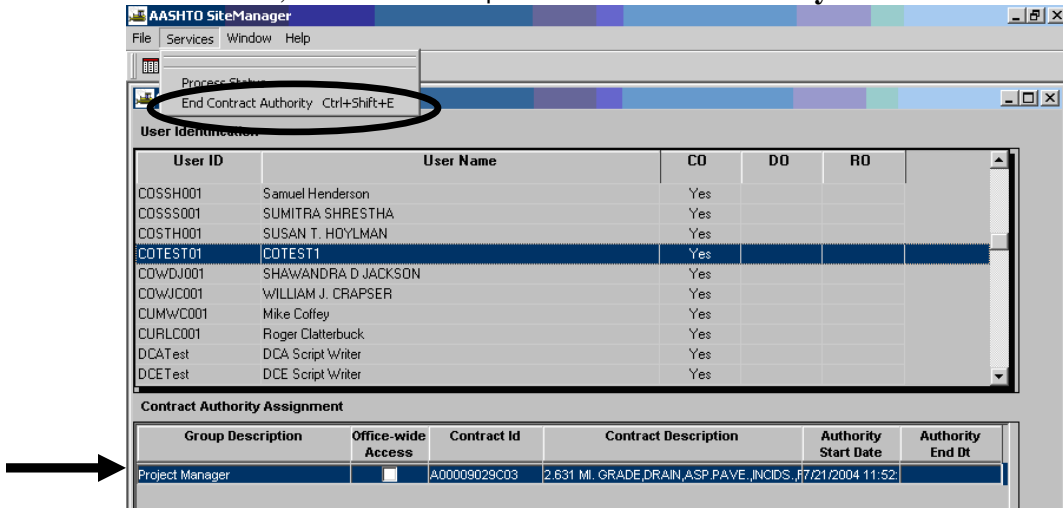 AASHTO SiteManager
File Services Window Help
Process Status
End Contract Authority Ctrl+Shift+E
User Identification
User ID User Name CO DO RO
COSSH001 Samuel Henderson Yes
COSSS001 SUMITRA SHRESTHA Yes
COSTH001 SUSAN T. HOYLMAN Yes
COTEST01 COTEST1 Yes
COWDJ001 SHAWANDRA D JACKSON Yes
COWJC001 WILLIAM J. CRAPSER Yes
CUMWC001 Mike Coffey Yes
CURLC001 Roger Clatterbuck Yes
DCATest DCA Script Writer Yes
DCETest DCE Script Writer Yes
Contract Authority Assignment
Group Description Office-wide Access Contract Id Contract Description Authority Start Date Authority End Dt
Project Manager A00009029C03 2.631 MI. GRADE,DRAIN,ASP.PAVE.,INCIDS., 7/21/2004 11:52: